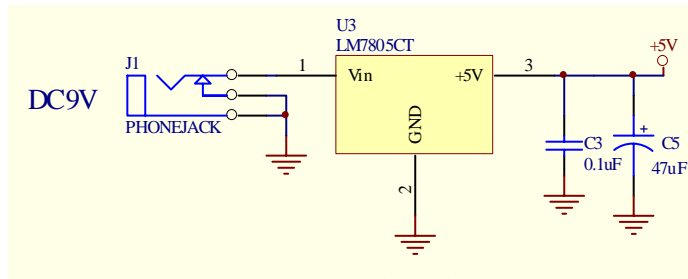 U3
LM7805CT
J1
DC9V
PHONEJACK
1
Vin
+5V
3
+5V
GND
2
+
C3
0.1uF
C5
47uF